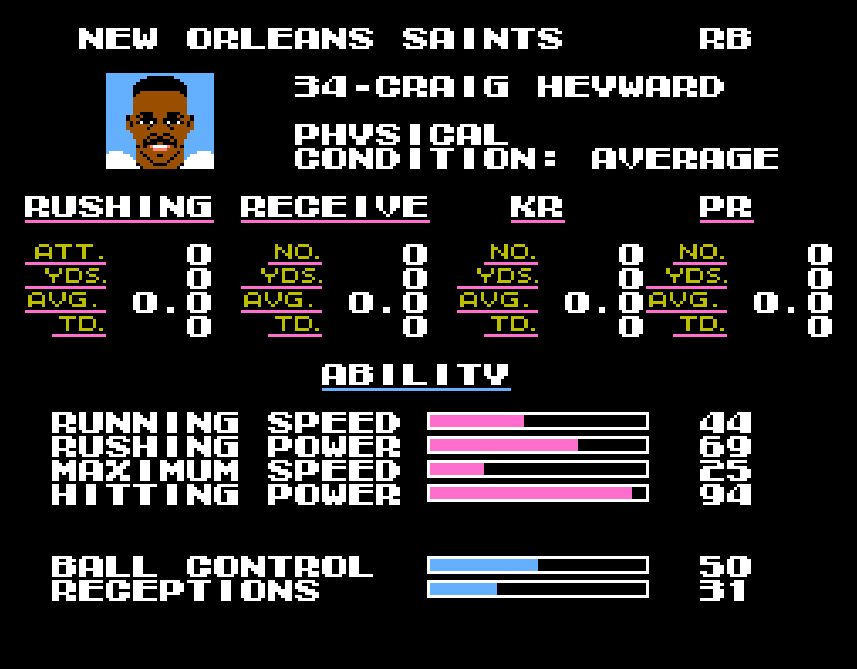 NEW ORLEANS SAINTS RB
34-CRAIG HEYWARD
PHYSICAL
CONDITION: AVERAGE
RUSHING RECEIVE KR PR
ATT. 0 NO. 0 NO. 0 NO. 0
YDS. 0 YDS. 0 YDS. 0 YDS. 0
AVG. 0.0 AVG. 0.0 AVG. 0.0 AVG. 0.0
TD. 0 TD. 0 TD. 0 TD. 0
ABILITY
RUNNING SPEED 44
RUSHING POWER 69
MAXIMUM SPEED 25
HITTING POWER 94
BALL CONTROL 50
RECEPTIONS 31